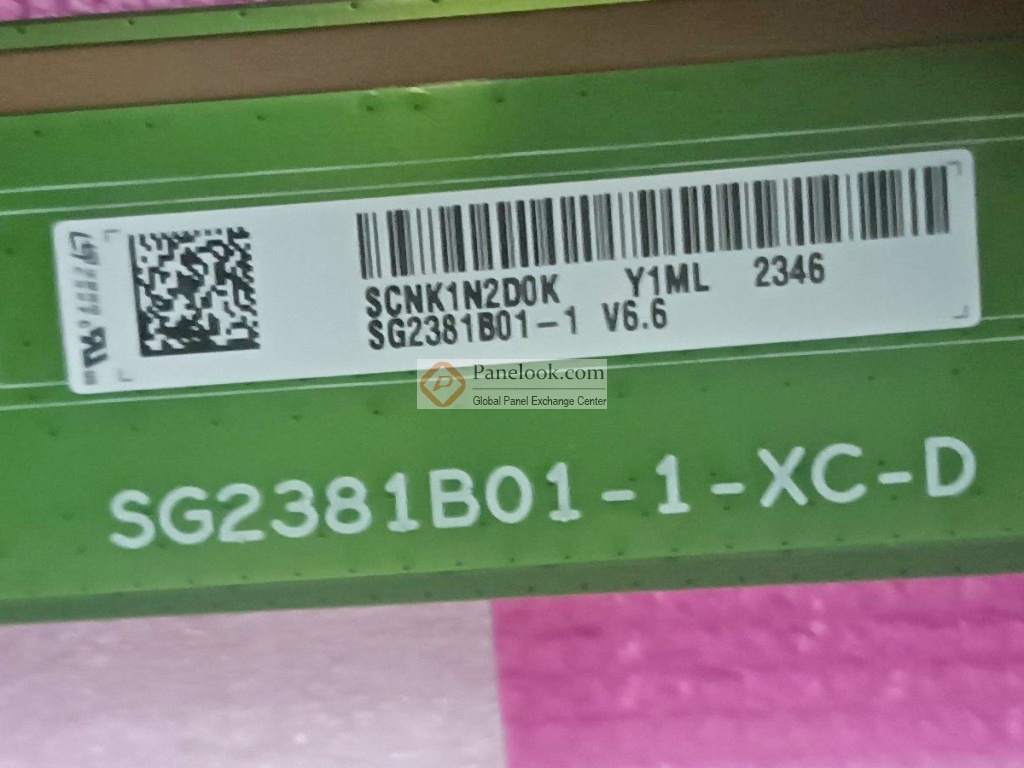 SCNK1N2D0K Y1ML 2346
SG2381B01-1 V6.6
Panelook.com
Global Panel Exchange Center
SG2381B01-1-XC-D